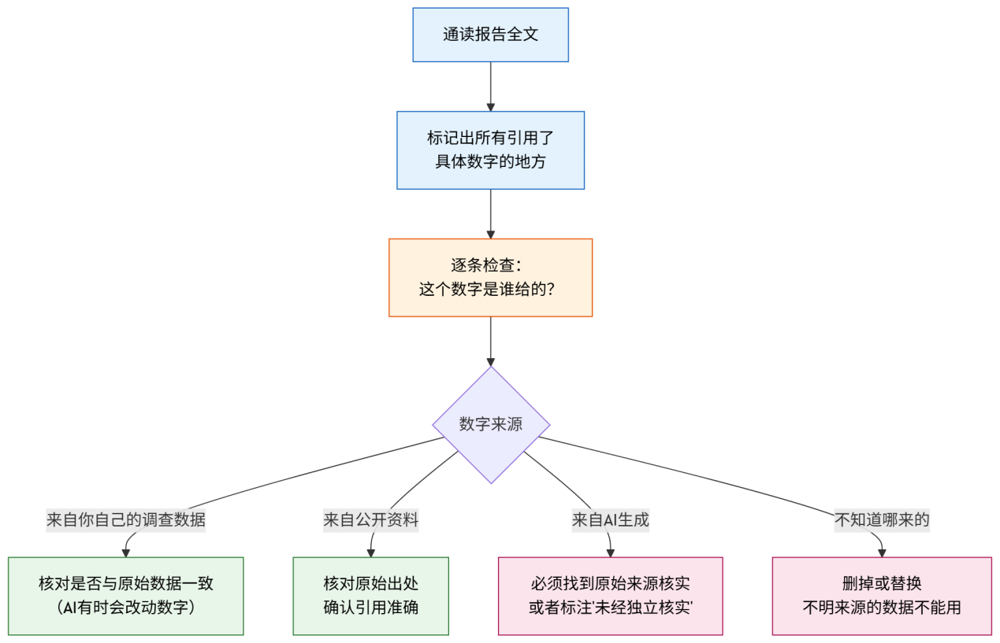 通读报告全文
标记出所有引用了
具体数字的地方
逐条检查：
这个数字是谁给的？
数字来源
来自你自己的调查数据
来自公开资料
来自AI生成
不知道哪来的
核对是否与原始数据一致
（AI有时会改动数字）
核对原始出处
确认引用准确
必须找到原始来源核实
或者标注'未经独立核实'
删掉或替换
不明来源的数据不能用